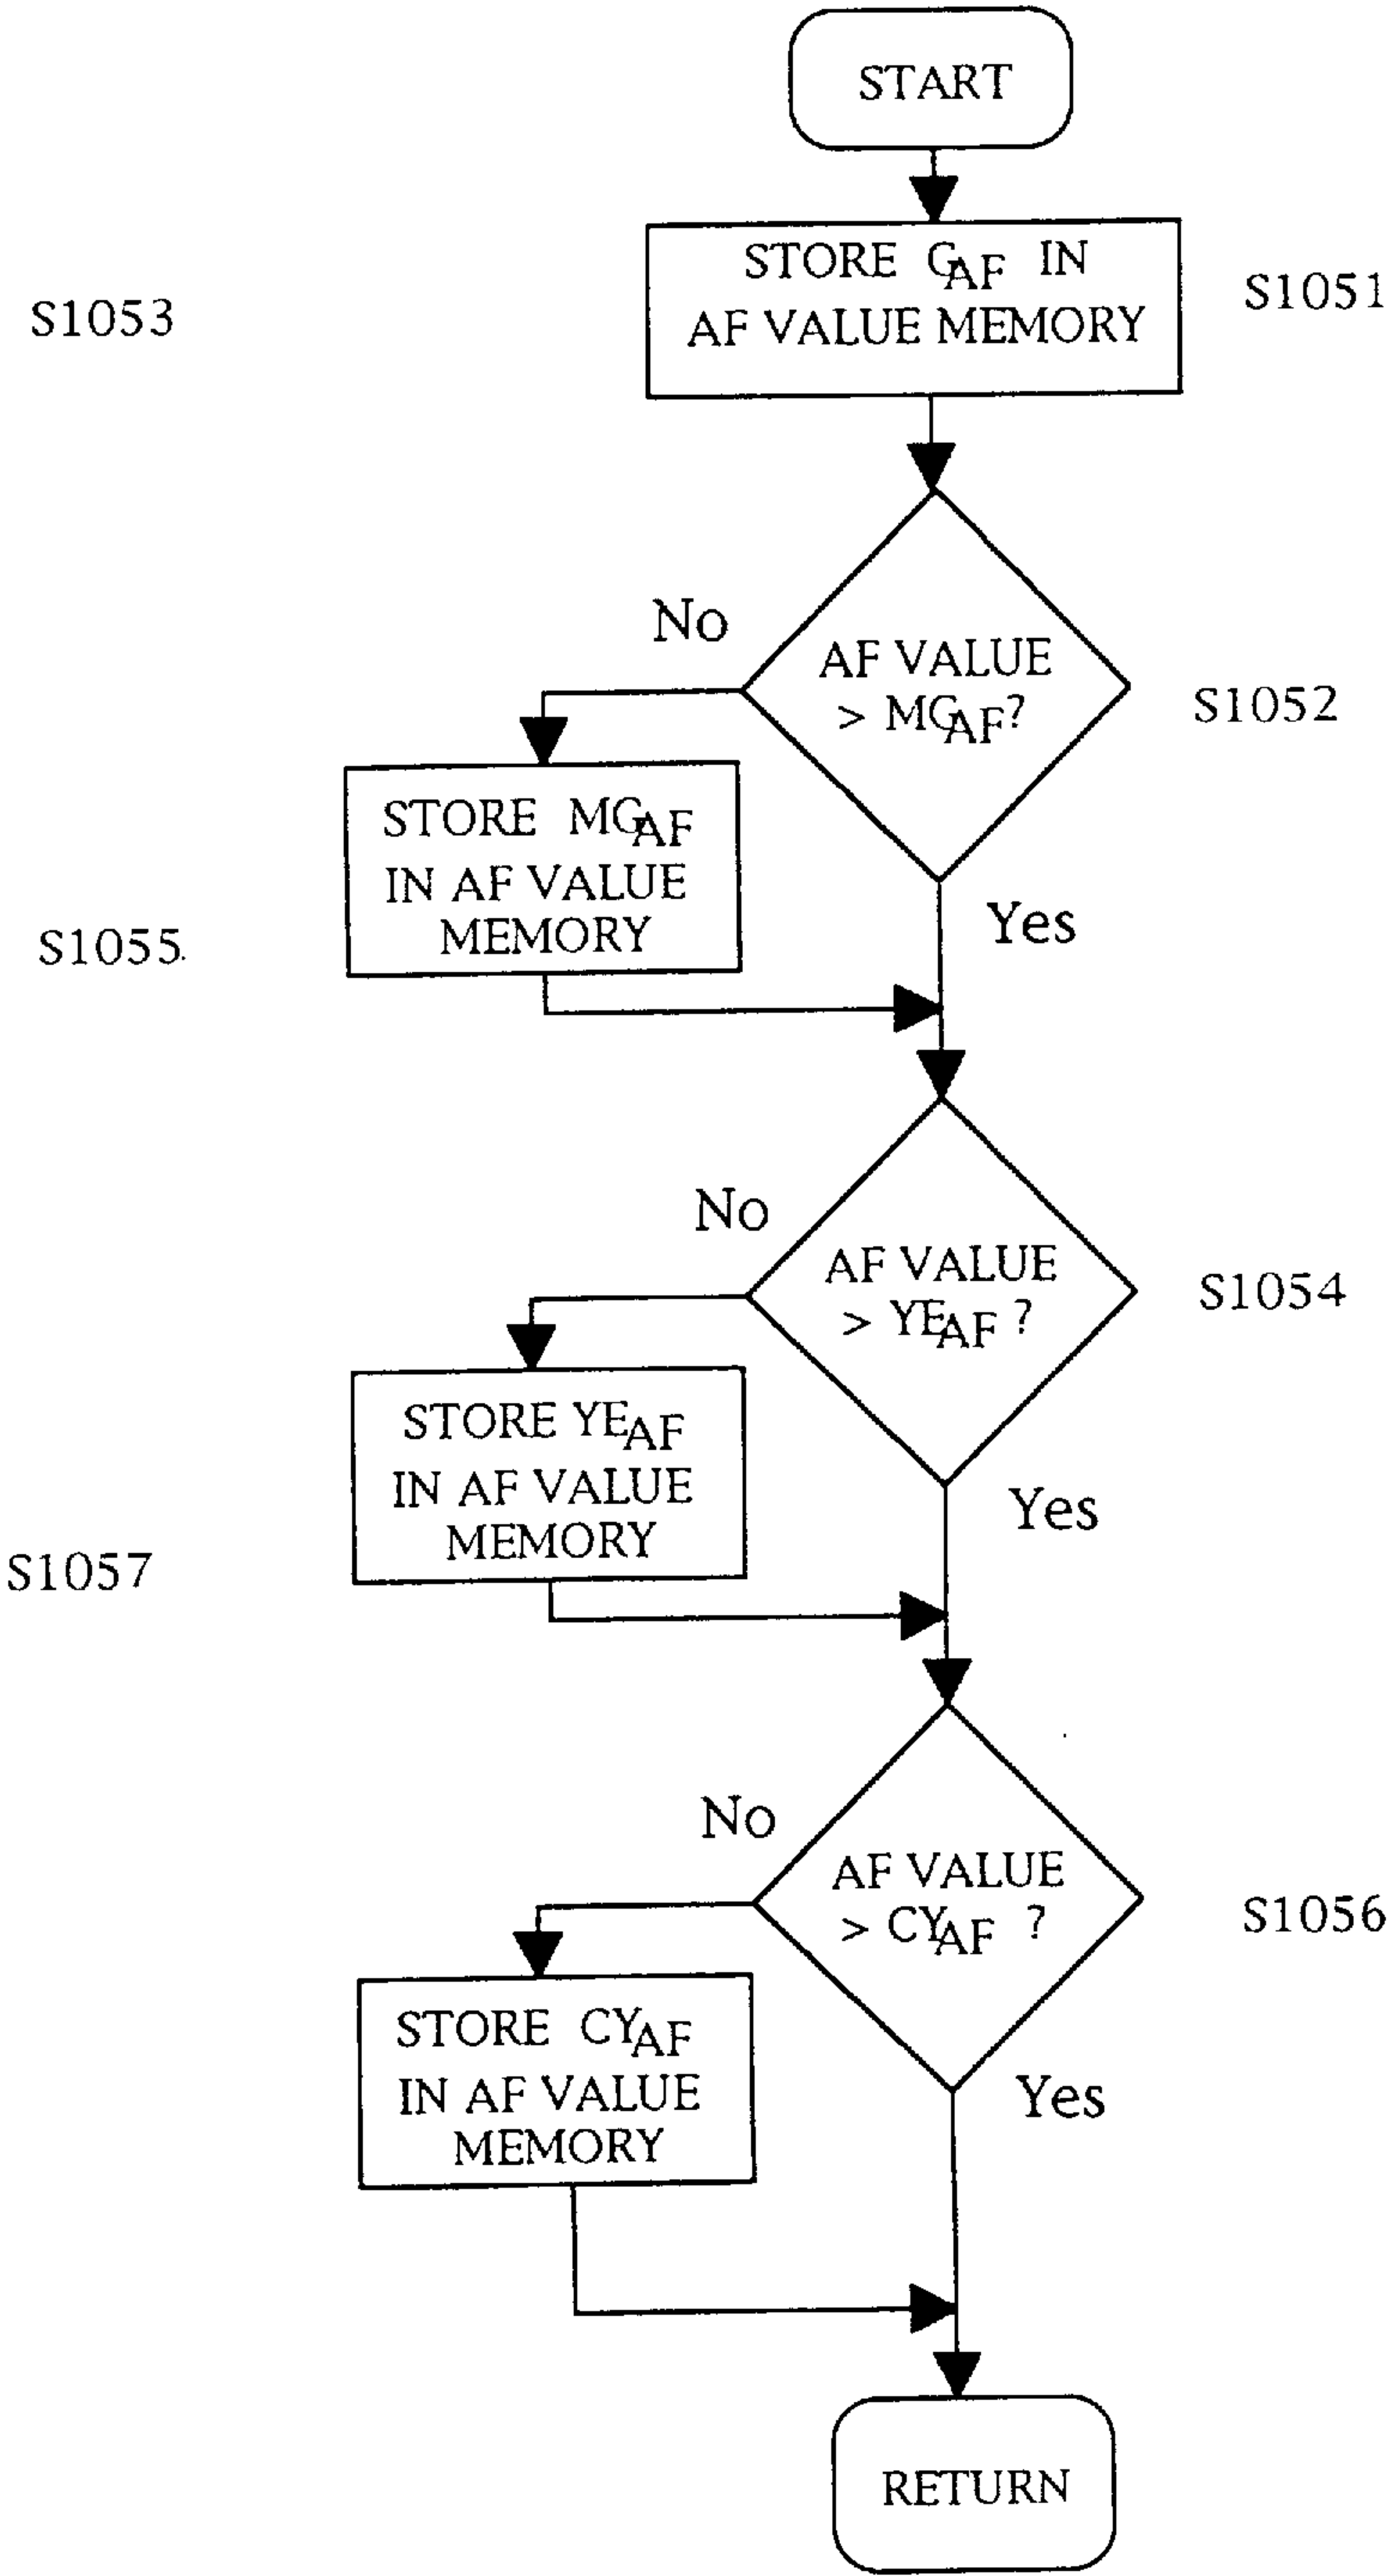 START
STORE GAF IN
AF VALUE MEMORY
S1051
S1053
No
AF VALUE
> MGAF?
S1052
STORE MGAF
IN AF VALUE
MEMORY
S1055
Yes
No
AF VALUE
> YEAF ?
S1054
STORE YEAF
IN AF VALUE
MEMORY
S1057
Yes
No
AF VALUE
> CYAF ?
S1056
STORE CYAF
IN AF VALUE
MEMORY
Yes
RETURN